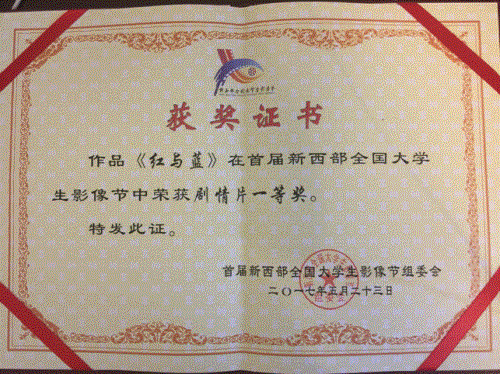 获奖证书
作品《红与蓝》在首届新西部全国大学
生影像节中荣获剧情片一等奖。
特发此证。
首届新西部全国大学生影像节组委会
二〇一七年五月二十三日